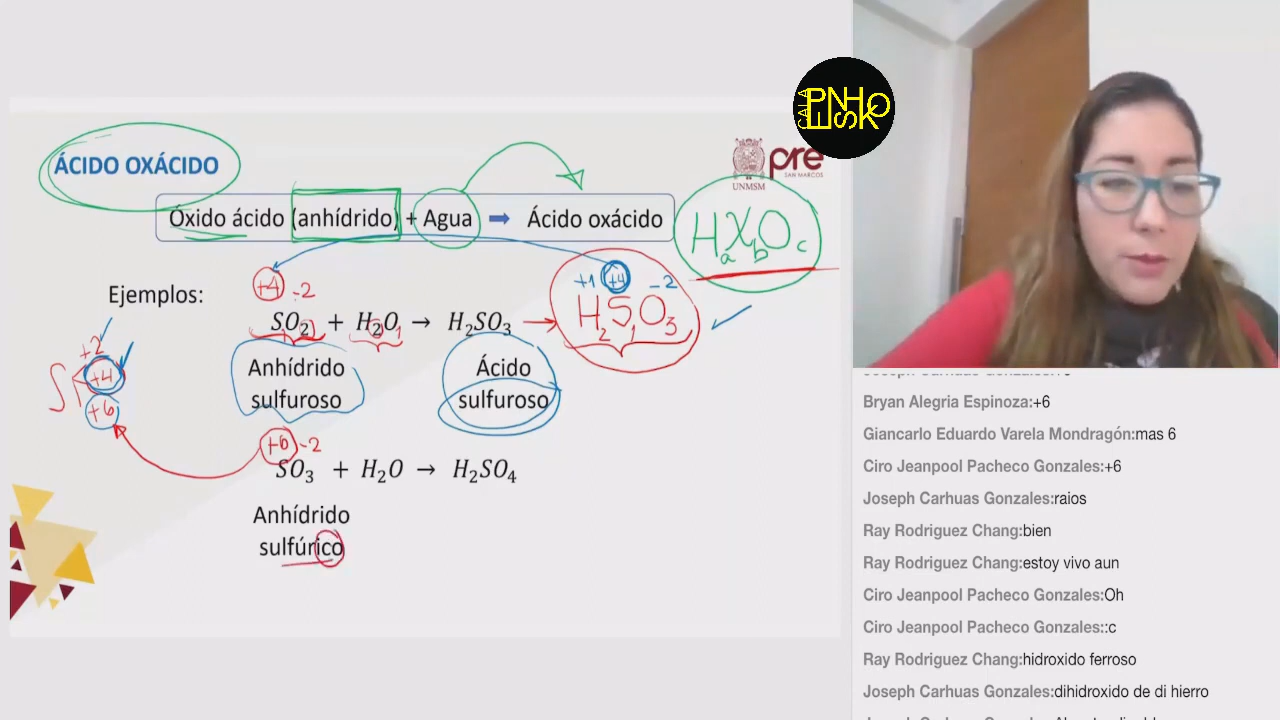 ÁCIDO OXÁCIDO
UNMSM
pre
SAN MARCOS
Óxido ácido (anhídrido) + Agua ➡ Ácido oxácido
HaXbOc
Ejemplos:
+4 -2
+1 +4 -2
SO2 + H2O → H2SO3 → H2S1O3
+2
S +4
+6
Anhídrido
sulfuroso
Ácido
sulfuroso
+6 -2
SO3 + H2O → H2SO4
Anhídrido
sulfúrico
Bryan Alegria Espinoza:+6
Giancarlo Eduardo Varela Mondragón:mas 6
Ciro Jeanpool Pacheco Gonzales:+6
Joseph Carhuas Gonzales:raios
Ray Rodriguez Chang:bien
Ray Rodriguez Chang:estoy vivo aun
Ciro Jeanpool Pacheco Gonzales:Oh
Ciro Jeanpool Pacheco Gonzales::c
Ray Rodriguez Chang:hidroxido ferroso
Joseph Carhuas Gonzales:dihidroxido de di hierro